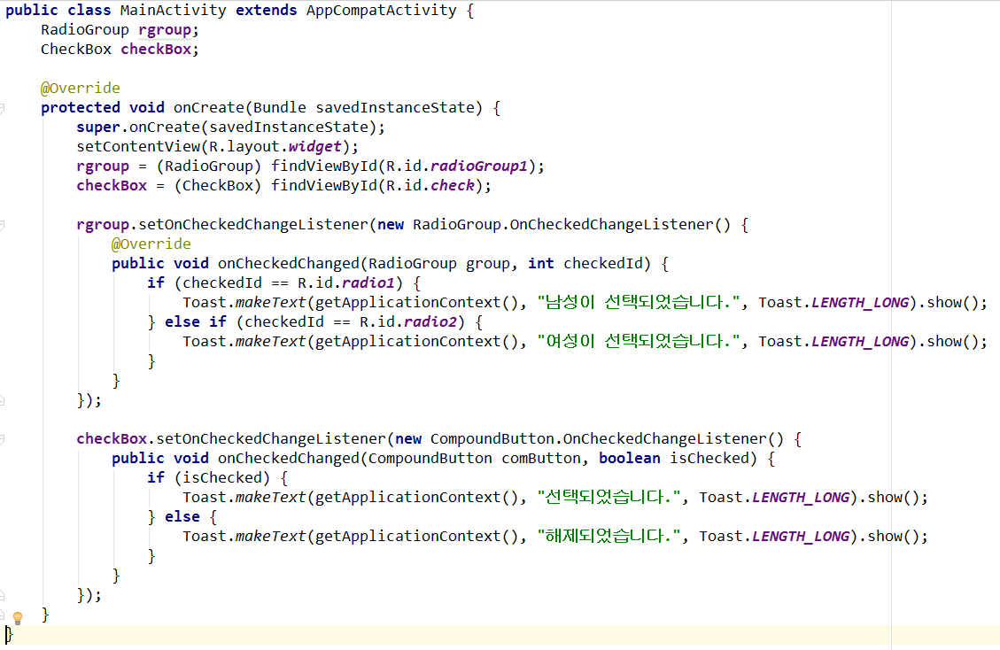 public class MainActivity extends AppCompatActivity {
    RadioGroup rgroup;
    CheckBox checkBox;

    @Override
    protected void onCreate(Bundle savedInstanceState) {
        super.onCreate(savedInstanceState);
        setContentView(R.layout.widget);
        rgroup = (RadioGroup) findViewById(R.id.radioGroup1);
        checkBox = (CheckBox) findViewById(R.id.check);

        rgroup.setOnCheckedChangeListener(new RadioGroup.OnCheckedChangeListener() {
            @Override
            public void onCheckedChanged(RadioGroup group, int checkedId) {
                if (checkedId == R.id.radio1) {
                    Toast.makeText(getApplicationContext(), "남성이 선택되었습니다.", Toast.LENGTH_LONG).show();
                } else if (checkedId == R.id.radio2) {
                    Toast.makeText(getApplicationContext(), "여성이 선택되었습니다.", Toast.LENGTH_LONG).show();
                }
            }
        });

        checkBox.setOnCheckedChangeListener(new CompoundButton.OnCheckedChangeListener() {
            public void onCheckedChanged(CompoundButton comButton, boolean isChecked) {
                if (isChecked) {
                    Toast.makeText(getApplicationContext(), "선택되었습니다.", Toast.LENGTH_LONG).show();
                } else {
                    Toast.makeText(getApplicationContext(), "해제되었습니다.", Toast.LENGTH_LONG).show();
                }
            }
        });
    }
}